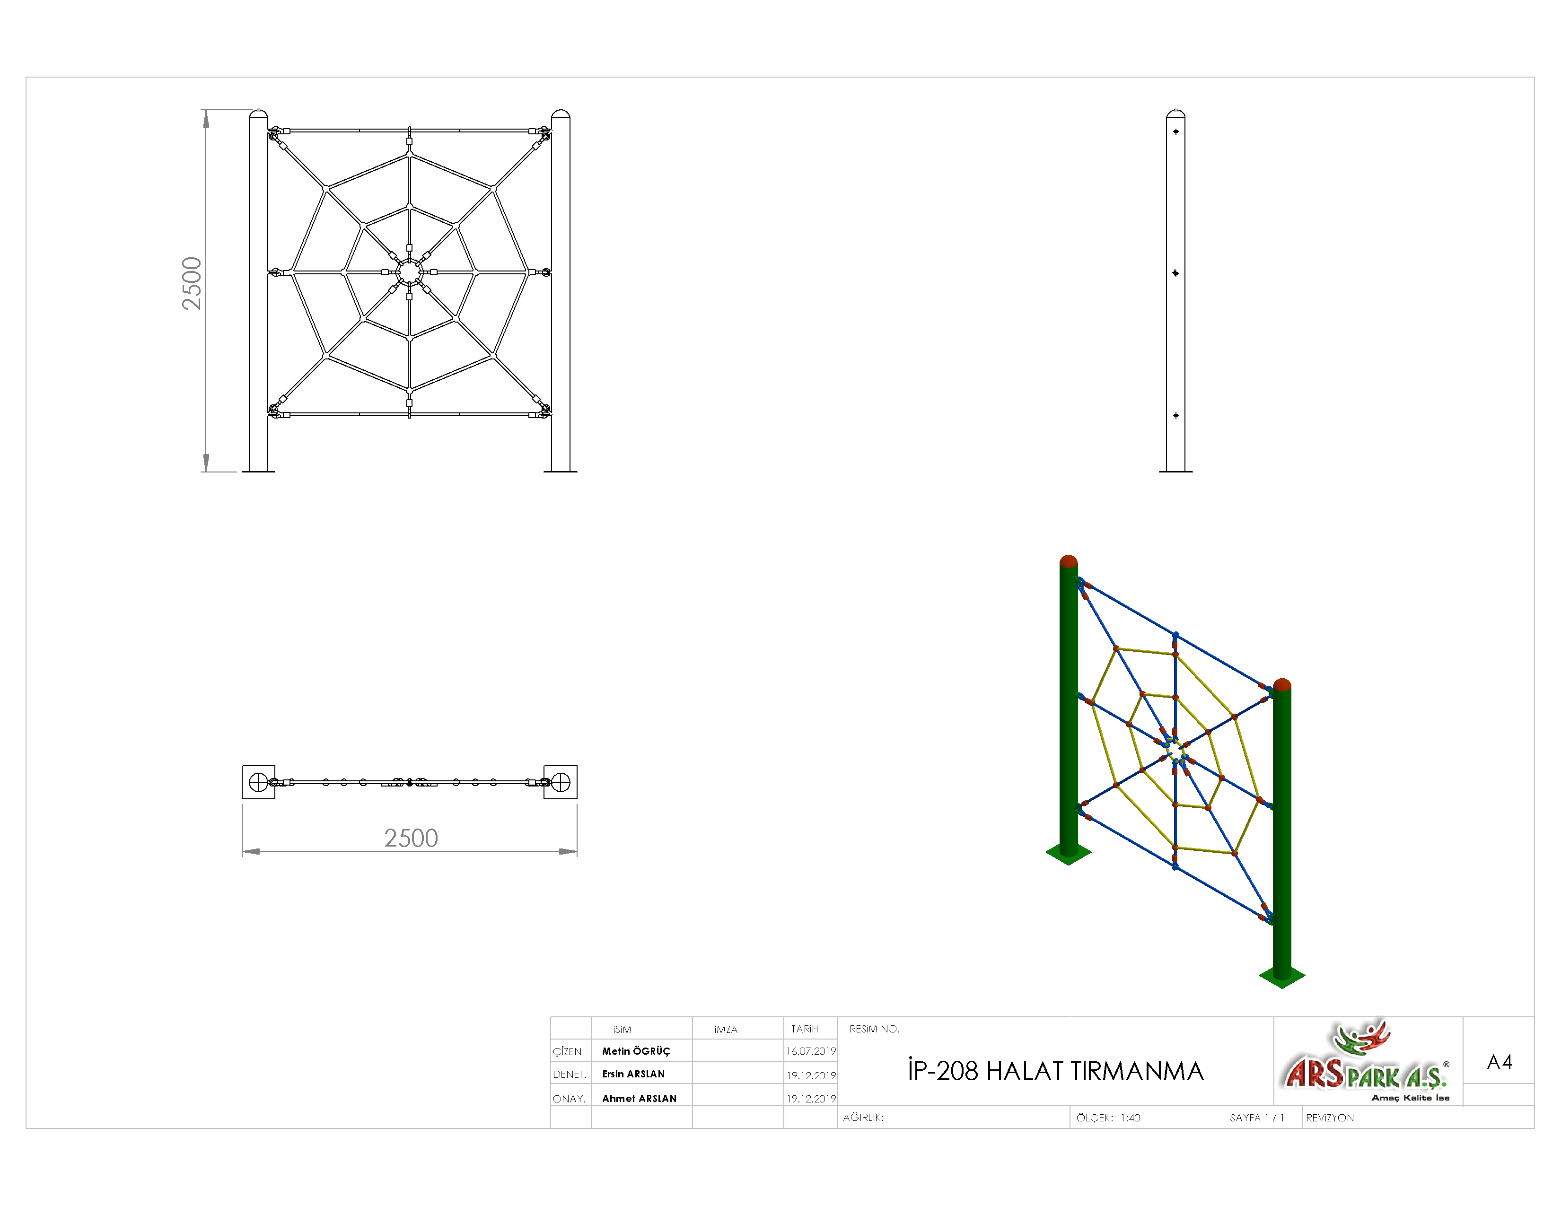 2500
2500
İSİM
İMZA
TARİH
RESİM NO.
ÇİZEN
Metin ÖGRÜÇ
16.07.2019
DENET.
Ersin ARSLAN
19.12.2019
ONAY.
Ahmet ARSLAN
19.12.2019
İP-208 HALAT TIRMANMA
ARSPARK A.Ş.®
Amaç Kalite İse
A4
AĞIRLIK:
ÖLÇEK: 1:40
SAYFA 1 / 1
REVİZYON